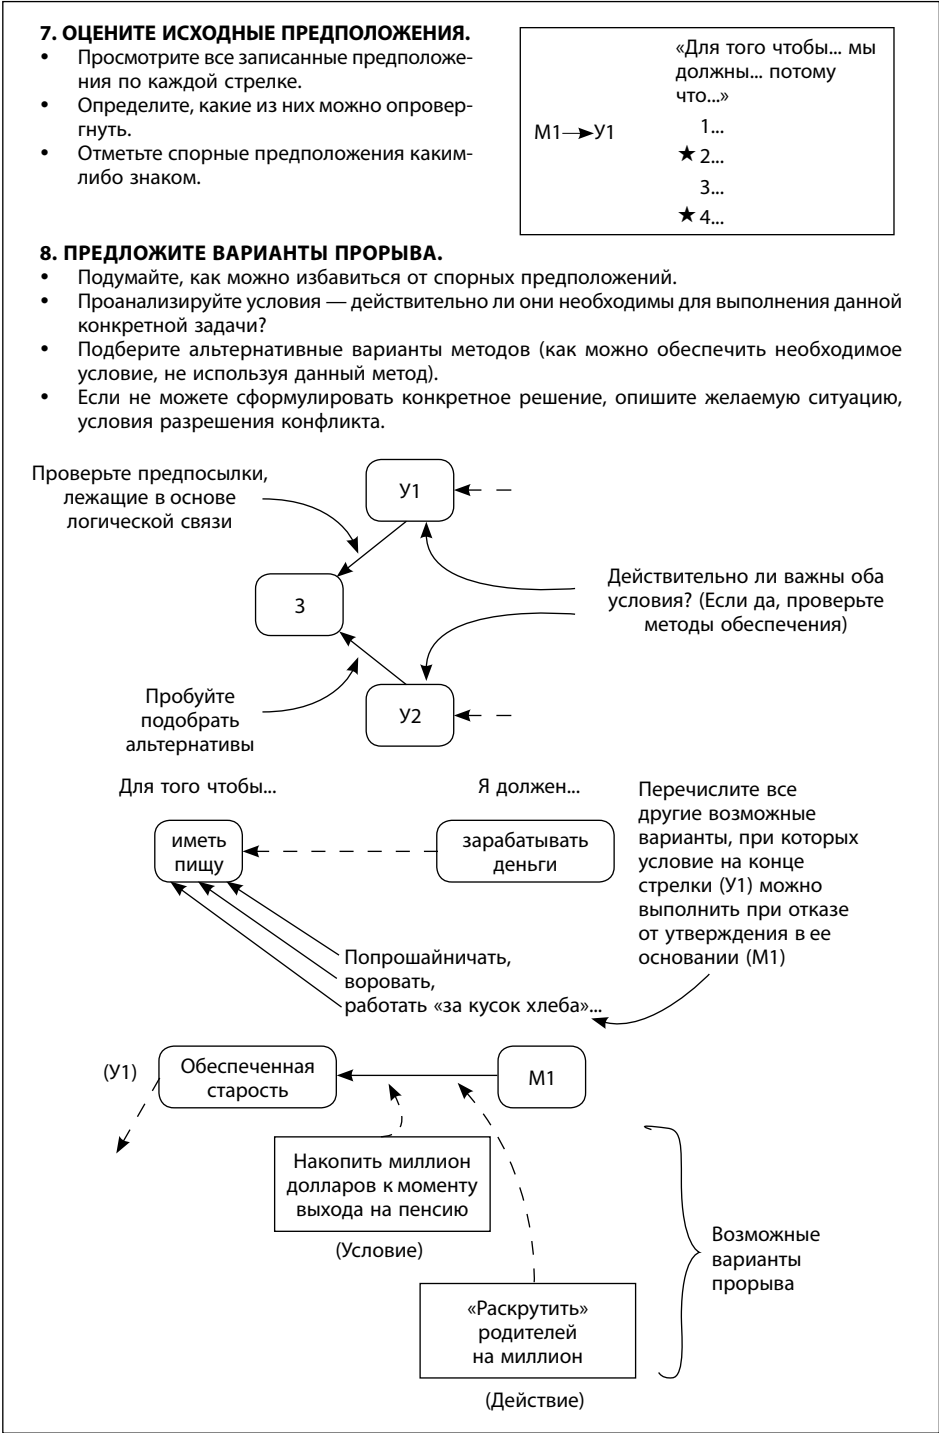 7. ОЦЕНИТЕ ИСХОДНЫЕ ПРЕДПОЛОЖЕНИЯ.
• Просмотрите все записанные предположе-
ния по каждой стрелке.
• Определите, какие из них можно опровер-
гнуть.
• Отметьте спорные предположения каким-
либо знаком.
«Для того чтобы... мы
должны... потому
что...»
М1 У1
1...
★ 2...
3...
★ 4...
8. ПРЕДЛОЖИТЕ ВАРИАНТЫ ПРОРЫВА.
• Подумайте, как можно избавиться от спорных предположений.
• Проанализируйте условия — действительно ли они необходимы для выполнения данной
конкретной задачи?
• Подберите альтернативные варианты методов (как можно обеспечить необходимое
условие, не используя данный метод).
• Если не можете сформулировать конкретное решение, опишите желаемую ситуацию,
условия разрешения конфликта.
Проверьте предпосылки,
лежащие в основе
логической связи
У1
З
Действительно ли важны оба
условия? (Если да, проверьте
методы обеспечения)
Пробуйте
подобрать
альтернативы
У2
Для того чтобы...
Я должен...
иметь
пищу
зарабатывать
деньги
Перечислите все
другие возможные
варианты, при которых
условие на конце
стрелки (У1) можно
выполнить при отказе
от утверждения в ее
основании (М1)
Попрошайничать,
воровать,
работать «за кусок хлеба»...
(У1)
Обеспеченная
старость
М1
Накопить миллион
долларов к моменту
выхода на пенсию
(Условие)
Возможные
варианты
прорыва
«Раскрутить»
родителей
на миллион
(Действие)